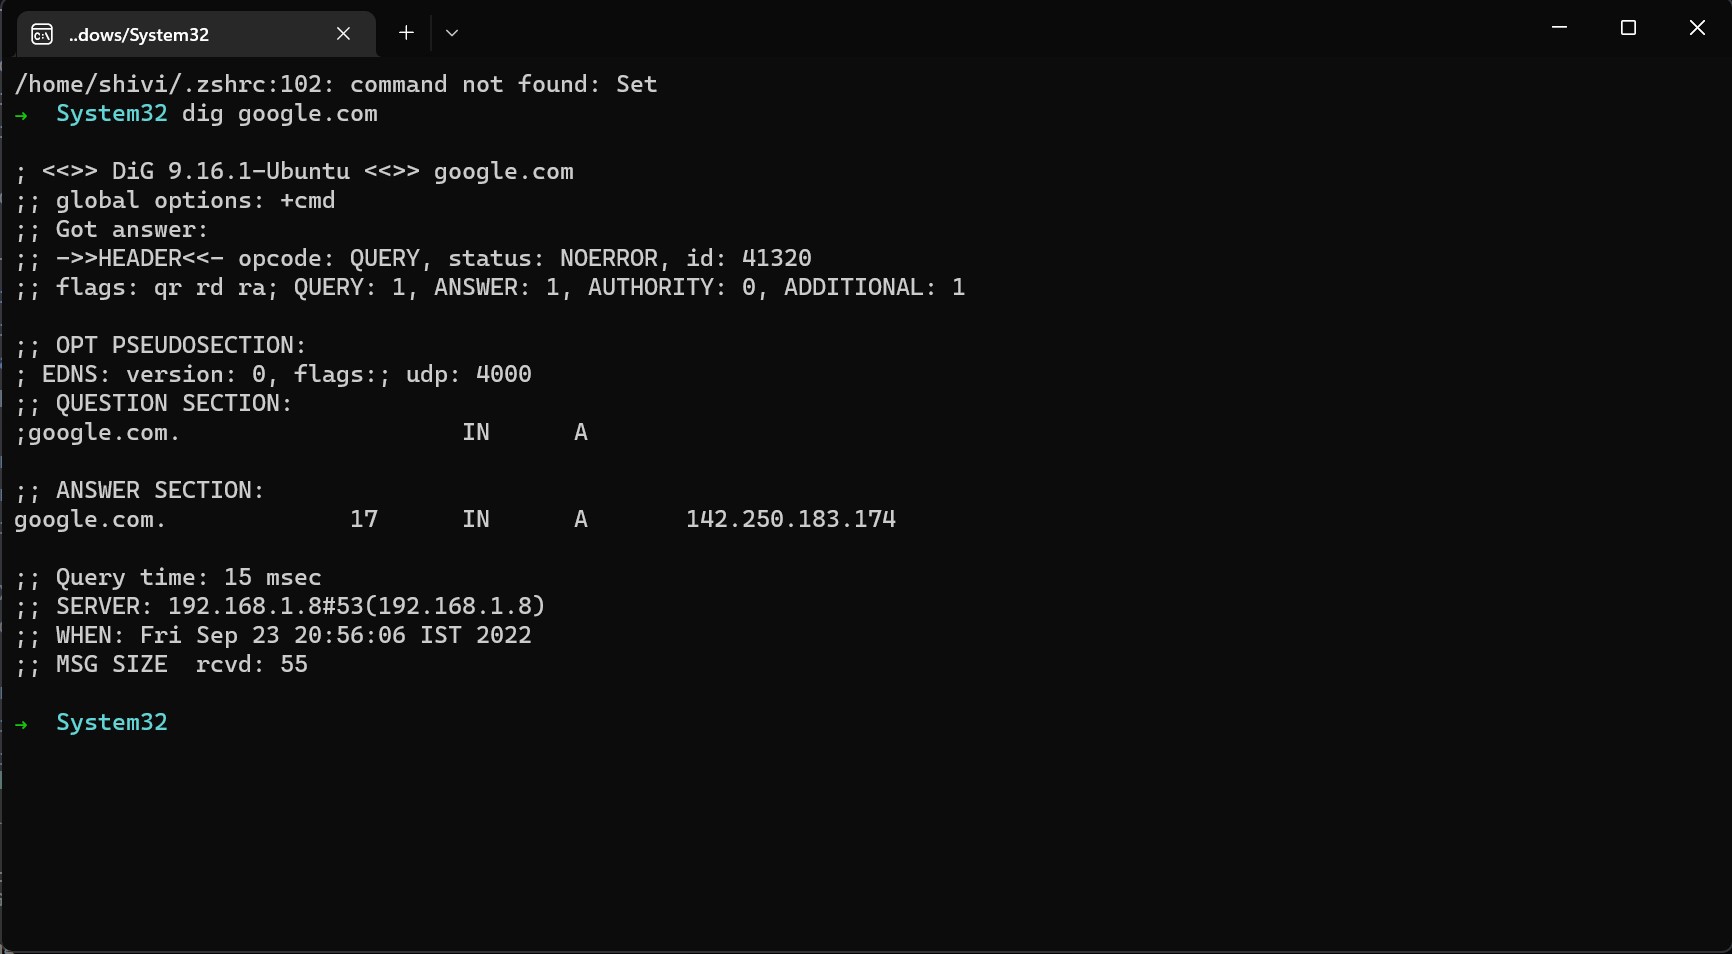 ..dows/System32
/home/shivi/.zshrc:102: command not found: Set
→ System32 dig google.com
; <<>> DiG 9.16.1-Ubuntu <<>> google.com
;; global options: +cmd
;; Got answer:
;; ->>HEADER<<- opcode: QUERY, status: NOERROR, id: 41320
;; flags: qr rd ra; QUERY: 1, ANSWER: 1, AUTHORITY: 0, ADDITIONAL: 1
;; OPT PSEUDOSECTION:
; EDNS: version: 0, flags:; udp: 4000
;; QUESTION SECTION:
;google.com. IN A
;; ANSWER SECTION:
google.com. 17 IN A 142.250.183.174
;; Query time: 15 msec
;; SERVER: 192.168.1.8#53(192.168.1.8)
;; WHEN: Fri Sep 23 20:56:06 IST 2022
;; MSG SIZE  rcvd: 55
→ System32